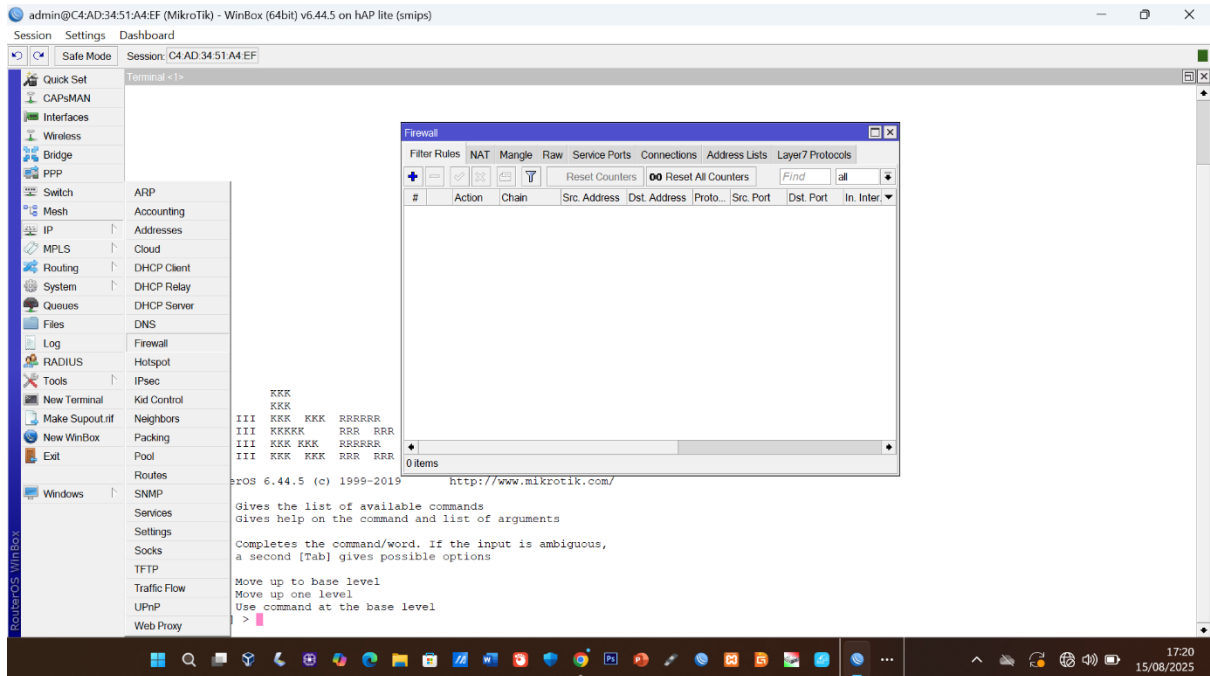 admin@C4:AD:34:51:A4:EF (MikroTik) - WinBox (64bit) v6.44.5 on hAP lite (smips)
Session Settings Dashboard
Safe Mode Session: C4:AD:34:51:A4:EF
Quick Set
CAPsMAN
Interfaces
Wireless
Bridge
PPP
Switch
Mesh
IP
MPLS
Routing
System
Queues
Files
Log
RADIUS
Tools
New Terminal
Make Supout.rif
New WinBox
Exit
Windows
RouterOS WinBox
ARP
Accounting
Addresses
Cloud
DHCP Client
DHCP Relay
DHCP Server
DNS
Firewall
Hotspot
IPsec
Kid Control
Neighbors
Packing
Pool
Routes
SNMP
Services
Settings
Socks
TFTP
Traffic Flow
UPnP
Web Proxy
Terminal <1>
KKK
KKK
III KKK KKK RRRRRR
III KKKKK RRR RRR
III KKK KKK RRRRRR
III KKK KKK RRR RRR
erOS 6.44.5 (c) 1999-2019 http://www.mikrotik.com/
Gives the list of available commands
Gives help on the command and list of arguments
Completes the command/word. If the input is ambiguous,
a second [Tab] gives possible options
Move up to base level
Move up one level
Use command at the base level
] >
Firewall
Filter Rules NAT Mangle Raw Service Ports Connections Address Lists Layer7 Protocols
Reset Counters 00 Reset All Counters Find all
# Action Chain Src. Address Dst. Address Proto... Src. Port Dst. Port In. Inter.
0 items
17:20
15/08/2025